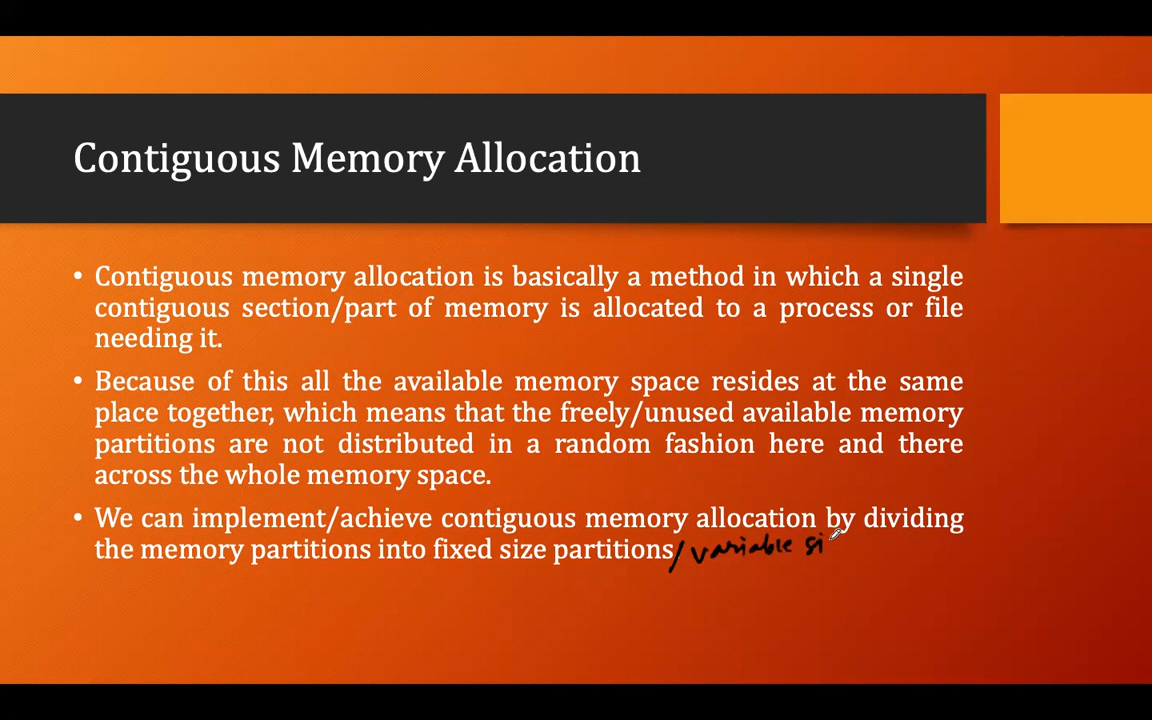 Contiguous Memory Allocation
• Contiguous memory allocation is basically a method in which a single
contiguous section/part of memory is allocated to a process or file
needing it.
• Because of this all the available memory space resides at the same
place together, which means that the freely/unused available memory
partitions are not distributed in a random fashion here and there
across the whole memory space.
• We can implement/achieve contiguous memory allocation by dividing
the memory partitions into fixed size partitions/variable si